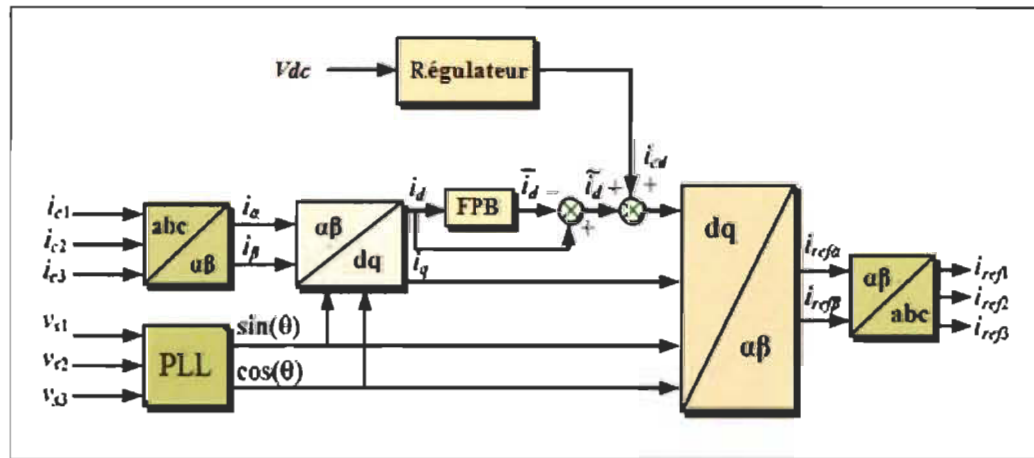 Vdc
Régulateur
i_cd
i_d
FPB
i̅_d
−
ĩ_d
+
+
+
i_c1
i_c2
i_c3
abc
αβ
i_α
i_β
αβ
dq
i_q
dq
αβ
i_refα
i_refβ
αβ
abc
i_ref1
i_ref2
i_ref3
v_s1
v_s2
v_s3
PLL
sin(θ)
cos(θ)